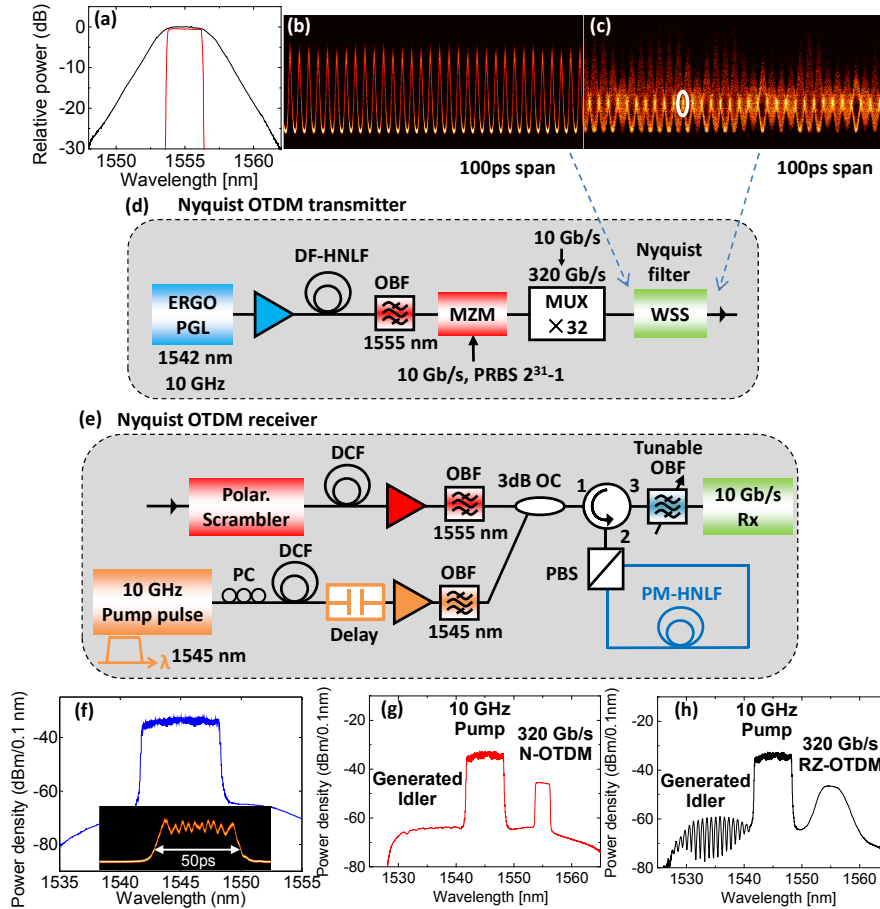 (a)
Relative power (dB)
0
-10
-20
-30
1550 1555 1560
Wavelength [nm]
(b)
100ps span
(c)
100ps span
(d) Nyquist OTDM transmitter
ERGO
PGL
1542 nm
10 GHz
DF-HNLF
OBF
1555 nm
MZM
10 Gb/s, PRBS 2³¹-1
10 Gb/s
320 Gb/s
MUX
×32
Nyquist
filter
WSS
(e) Nyquist OTDM receiver
Polar.
Scrambler
DCF
OBF
1555 nm
3dB OC
1
3
2
Tunable
OBF
10 Gb/s
Rx
10 GHz
Pump pulse
λ 1545 nm
PC
DCF
Delay
OBF
1545 nm
PBS
PM-HNLF
(f)
Power density (dBm/0.1 nm)
-40
-60
-80
50ps
1535 1540 1545 1550 1555
Wavelength (nm)
(g)
Power density (dBm/0.1nm)
-20
-40
-60
-80
10 GHz
Pump
320 Gb/s
N-OTDM
Generated
Idler
1530 1540 1550 1560
Wavelength [nm]
(h)
Power density (dBm/0.1nm)
-20
-40
-60
-80
10 GHz
Pump
320 Gb/s
RZ-OTDM
Generated
Idler
1530 1540 1550 1560
Wavelength [nm]